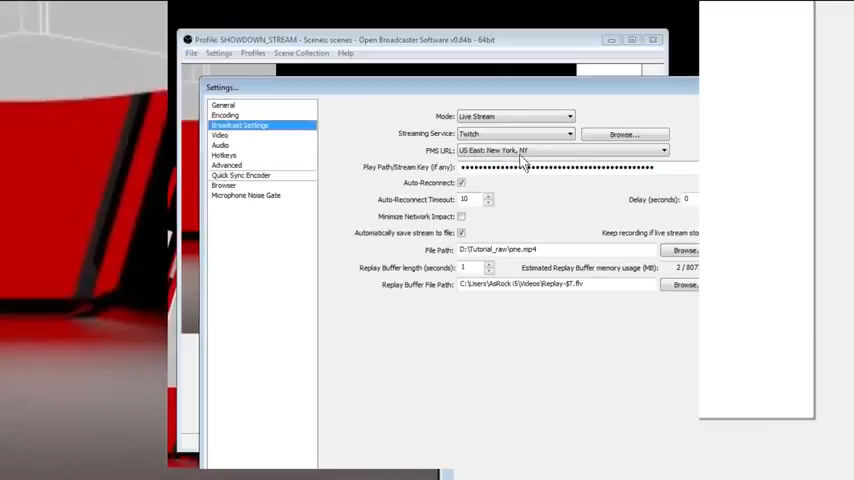 Profile: SHOWDOWN_STREAM - Scenes: scenes - Open Broadcaster Software v0.64b - 64bit
File Settings Profiles Scene Collection Help
Settings...
General
Encoding
Broadcast Settings
Video
Audio
Hotkeys
Advanced
Quick Sync Encoder
Browser
Microphone Noise Gate
Mode: Live Stream
Streaming Service: Twitch Browse...
FMS URL: US East: New York, NY
Play Path/Stream Key (if any): 
Auto-Reconnect:
Auto-Reconnect Timeout: 10 Delay (seconds): 0
Minimize Network Impact:
Automatically save stream to file: Keep recording if live stream sto
File Path: D:\Tutorial_raw\one.mp4 Browse..
Replay Buffer length (seconds): 1 Estimated Replay Buffer memory usage (MB): 2 / 807
Replay Buffer File Path: C:\Users\AsRock i5\Videos\Replay-$T.flv Browse..